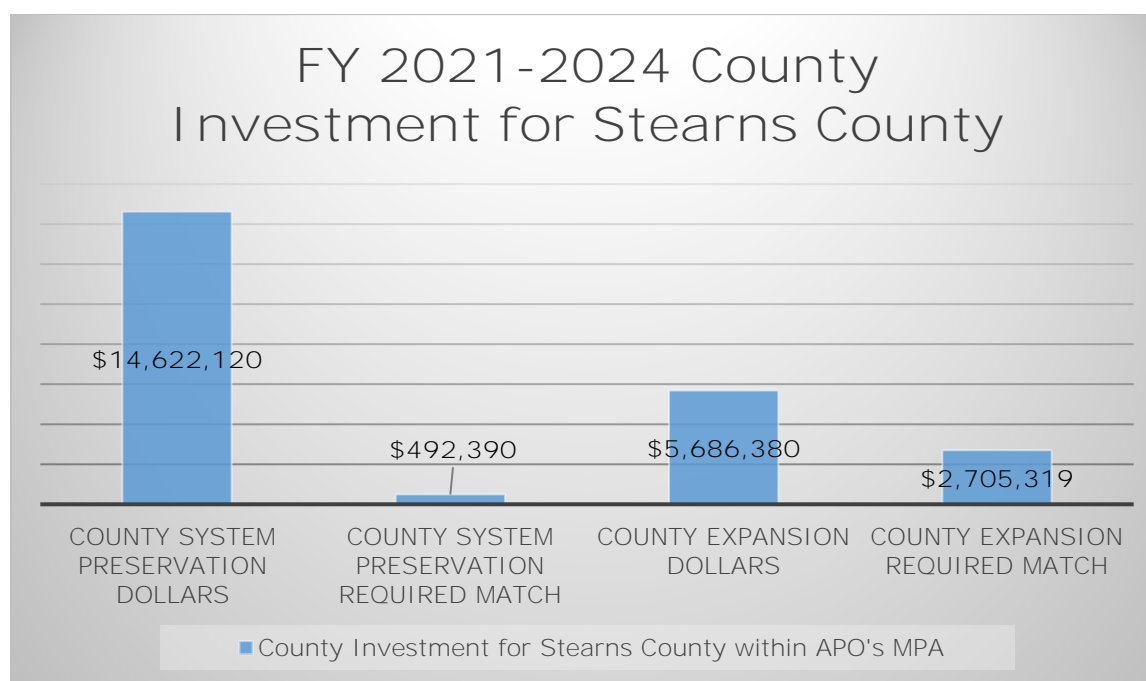 FY 2021-2024 County
Investment for Stearns County
$14,622,120
$492,390
$5,686,380
$2,705,319
COUNTY SYSTEM
PRESERVATION
DOLLARS
COUNTY SYSTEM
PRESERVATION
REQUIRED MATCH
COUNTY EXPANSION
DOLLARS
COUNTY EXPANSION
REQUIRED MATCH
County Investment for Stearns County within APO's MPA